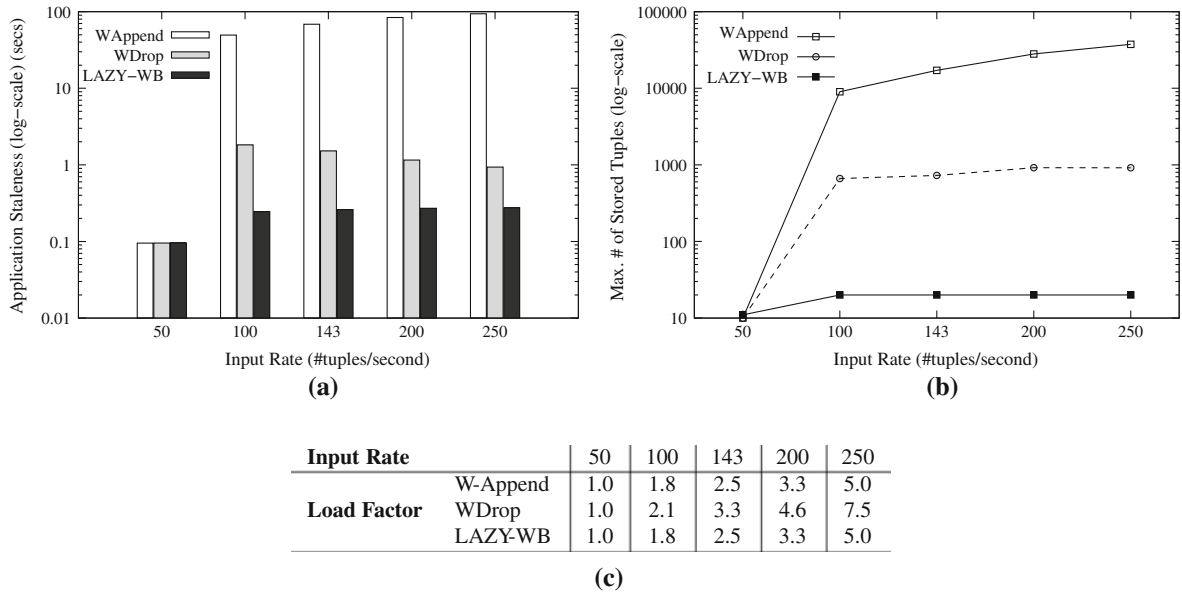 Application Staleness (log−scale) (secs)
100
10
1
0.1
0.01
WAppend
WDrop
LAZY−WB
50 100 143 200 250
Input Rate (#tuples/second)
(a)
Max. # of Stored Tuples (log−scale)
100000
10000
1000
100
10
WAppend
WDrop
LAZY−WB
50 100 143 200 250
Input Rate (#tuples/second)
(b)
Input Rate 50 100 143 200 250
W-Append 1.0 1.8 2.5 3.3 5.0
Load Factor WDrop 1.0 2.1 3.3 4.6 7.5
LAZY-WB 1.0 1.8 2.5 3.3 5.0
(c)